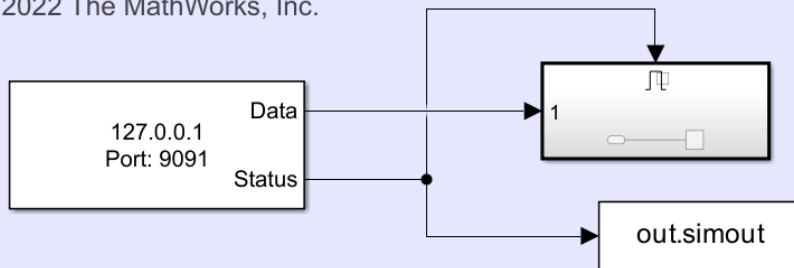 2022 The MathWorks, Inc.
127.0.0.1
Port: 9091
Data
Status
1
out.simout